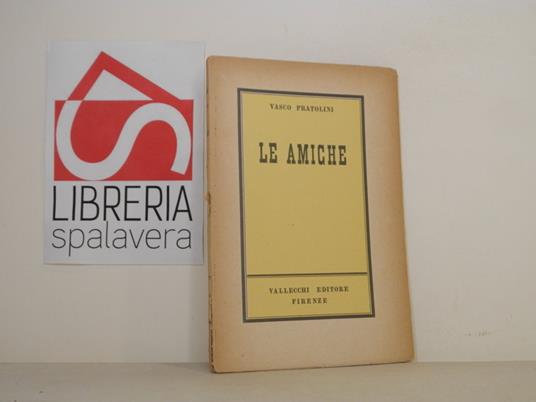 LIBRERIA
spalavera
VASCO PRATOLINI
LE AMICHE
VALLECCHI EDITORE
FIRENZE